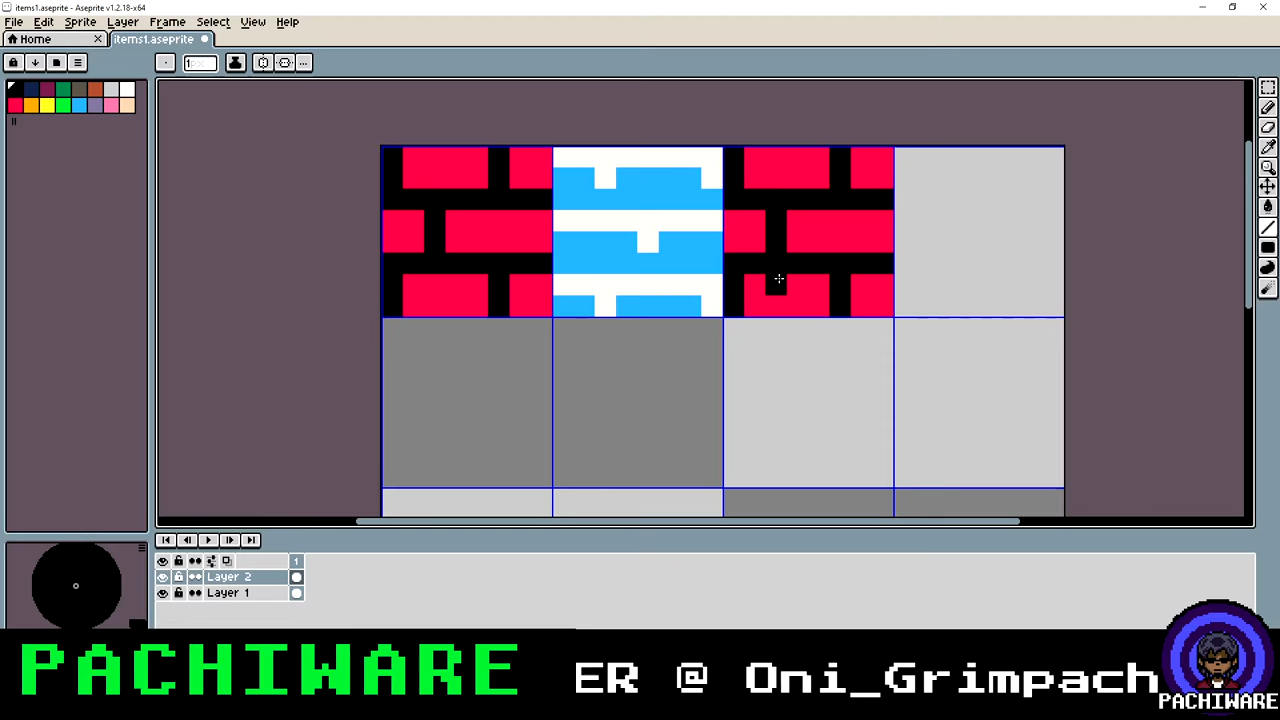 items1.aseprite - Aseprite v1.2.18-x64
File Edit Sprite Layer Frame Select View Help
Home
items1.aseprite
1px
1
Layer 2
Layer 1
PACHIWARE
ER @ Oni_Grimpach
PACHIWARE